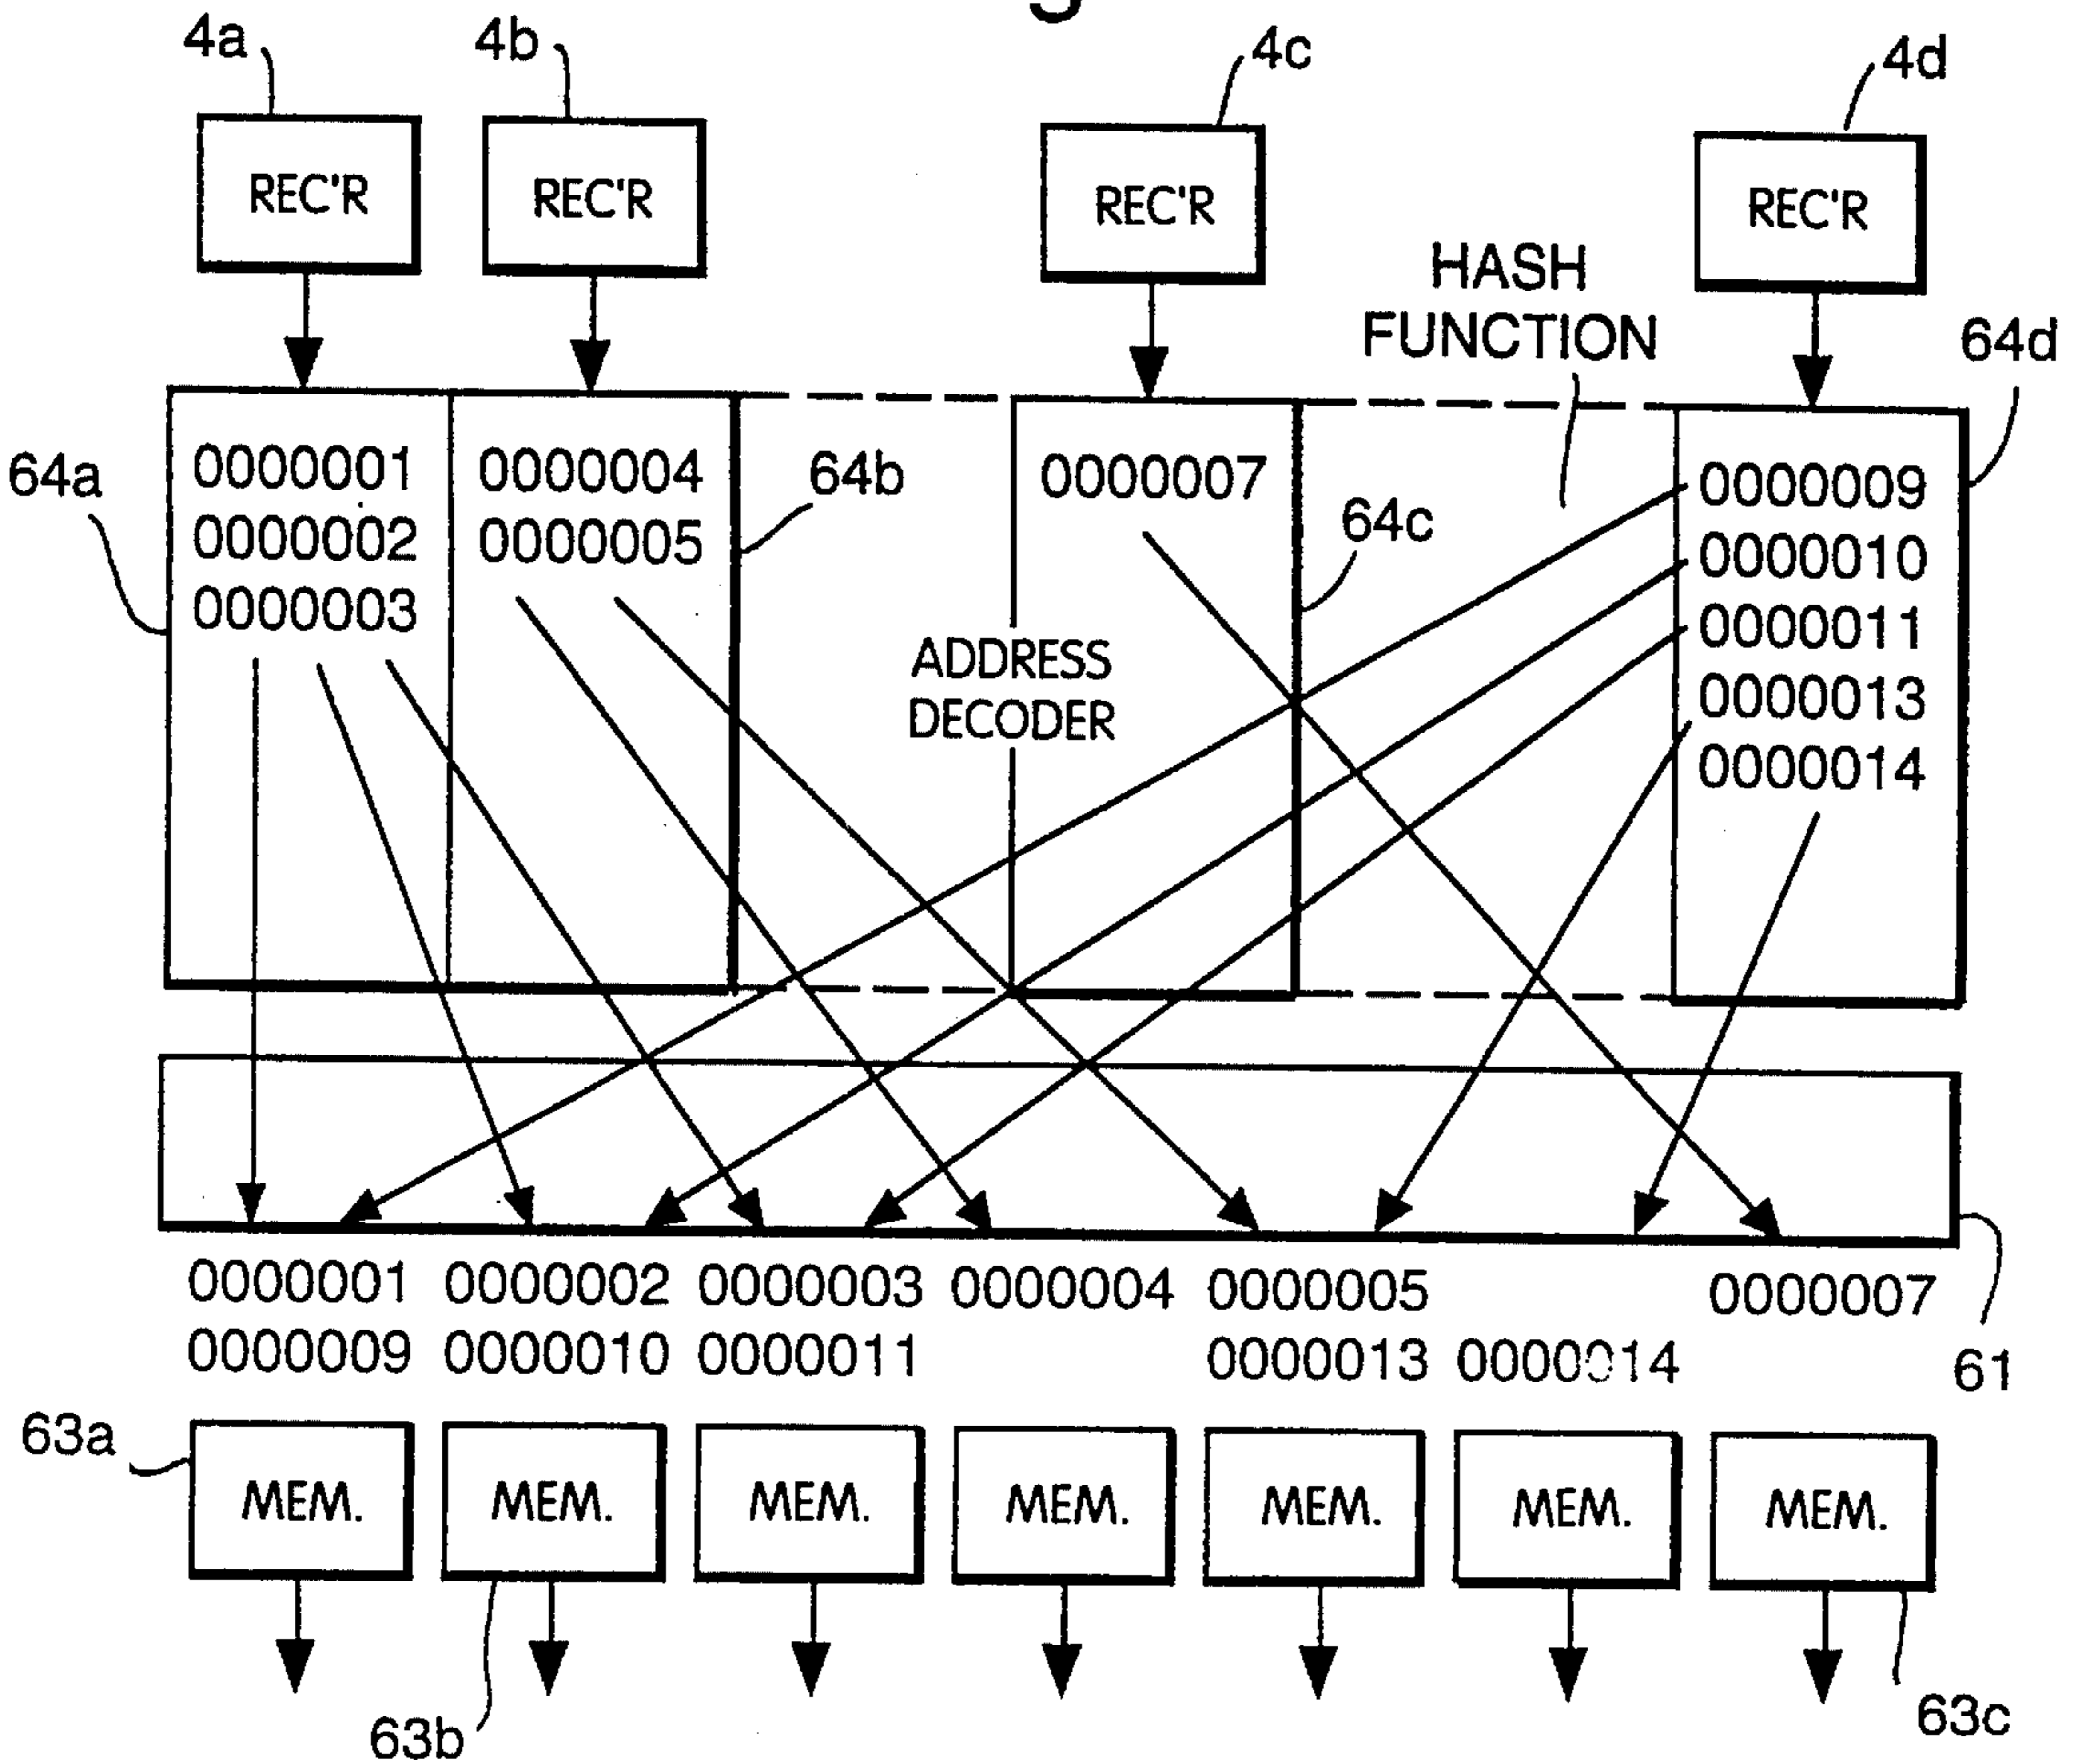 4a 4b 4c 4d
REC'R REC'R REC'R REC'R
HASH
FUNCTION
64d
64a
0000001
0000002
0000003
0000004
0000005
64b
0000007
64c
0000009
0000010
0000011
0000013
0000014
ADDRESS
DECODER
0000001 0000002 0000003 0000004 0000005 0000007
0000009 0000010 0000011 0000013 0000014
61
63a
MEM. MEM. MEM. MEM. MEM. MEM. MEM.
63b 63c